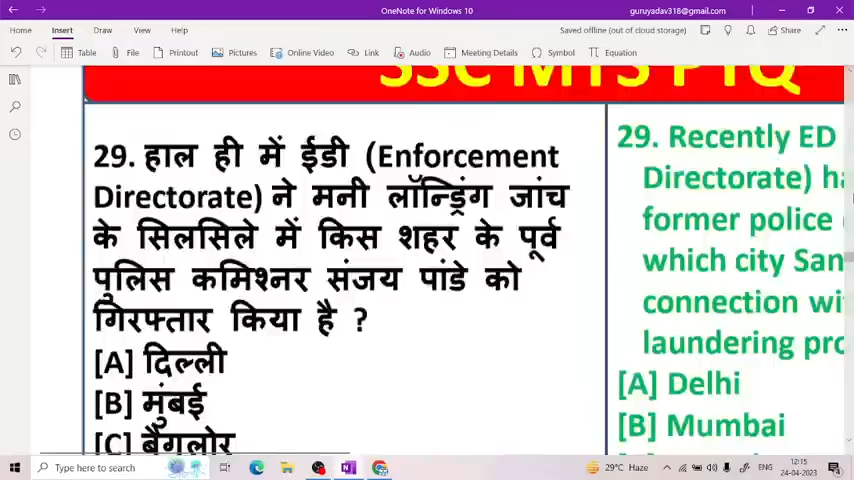 OneNote for Windows 10
guruyadav318@gmail.com
Home Insert Draw View Help
Saved offline (out of cloud storage)
Share
Table File Printout Pictures Online Video Link Audio Meeting Details Symbol Equation
SSC MTS PYQ
29. हाल ही में ईडी (Enforcement
Directorate) ने मनी लॉन्ड्रिंग जांच
के सिलसिले में किस शहर के पूर्व
पुलिस कमिश्नर संजय पांडे को
गिरफ्तार किया है ?
[A] दिल्ली
[B] मुंबई
[C] बैंगलोर
29. Recently ED
Directorate)
former police
which city
connection
laundering
[A] Delhi
[B] Mumbai
Type here to search
29°C Haze
ENG
12:15
24-04-2023